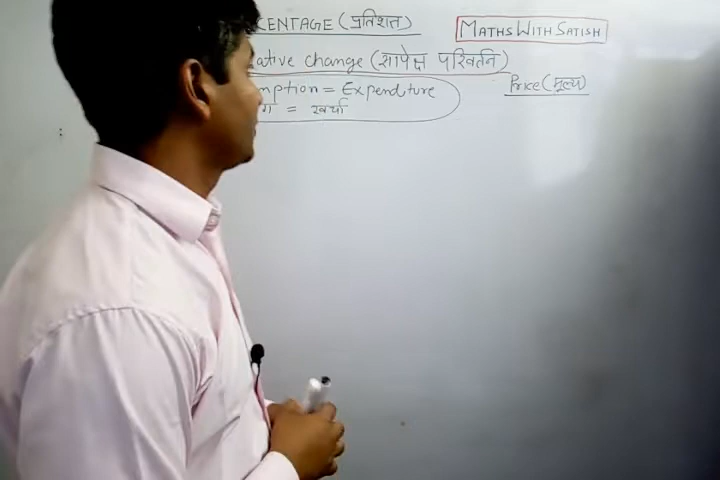 CENTAGE (प्रतिशत)
MATHS WITH SATISH
ative change (सापेक्ष परिवर्तन)
mption = Expenditure
Price (मूल्य)
ग = खर्चा